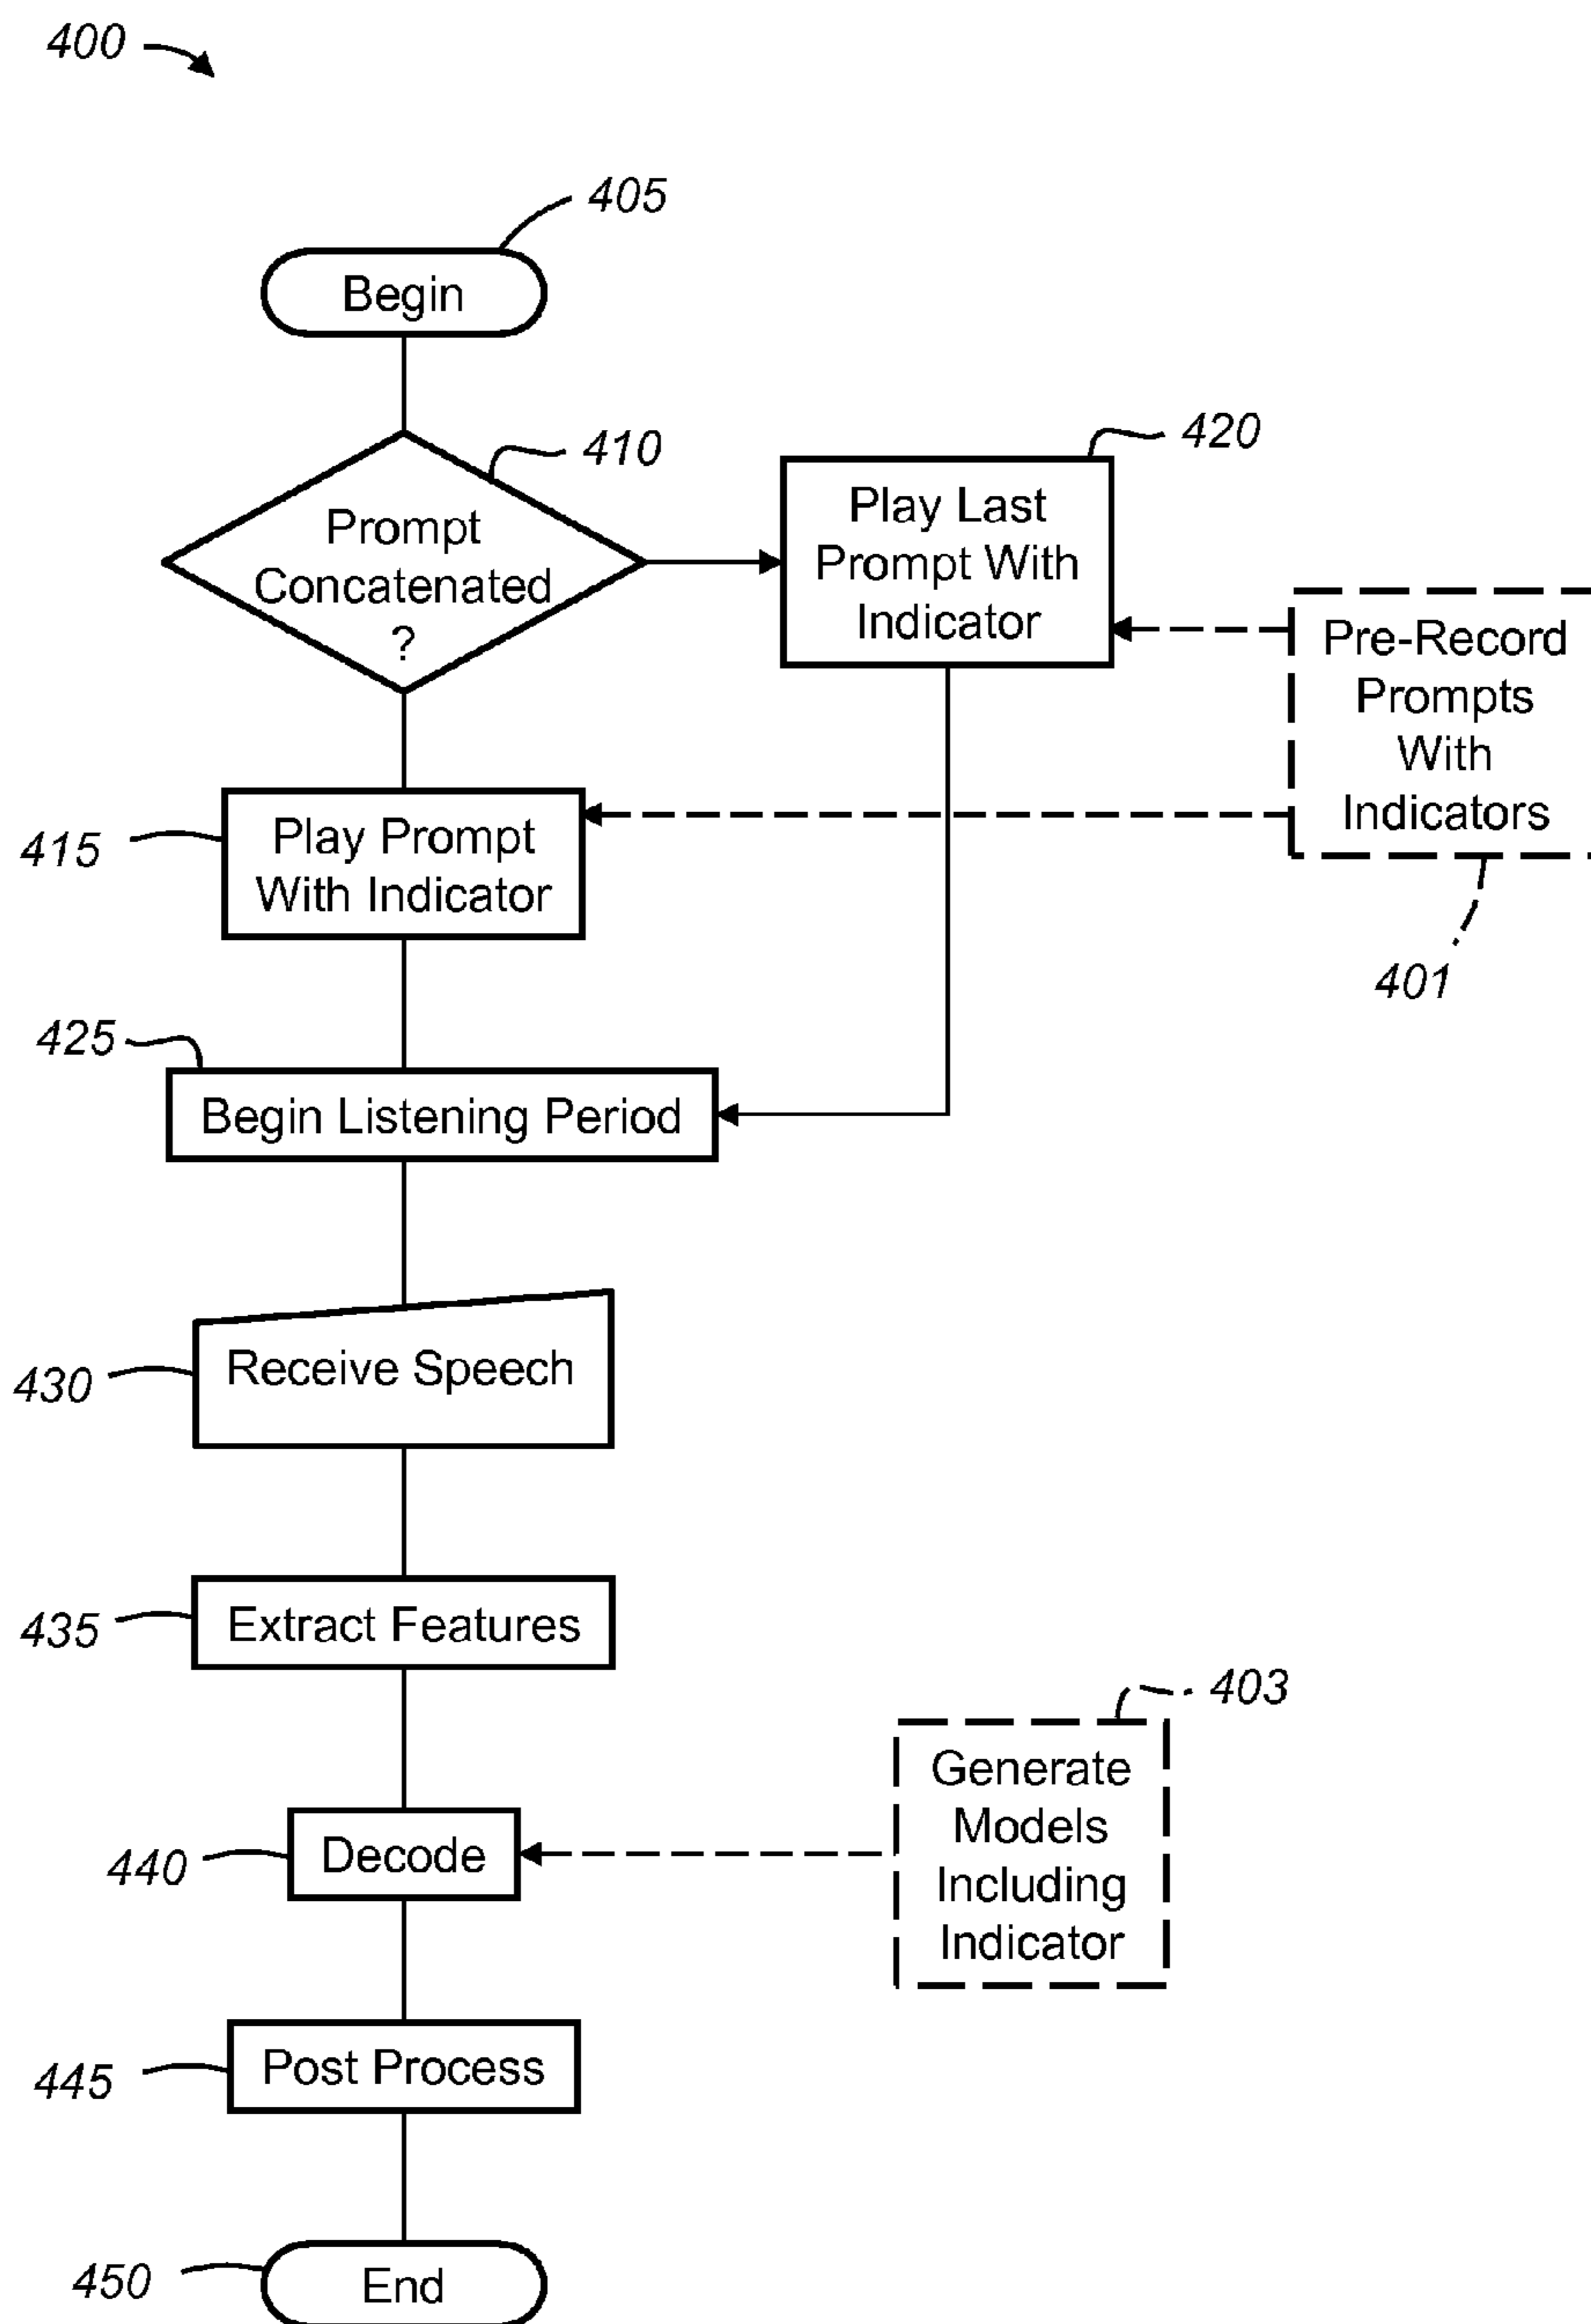 400
405
Begin
410
Prompt
Concatenated
?
420
Play Last
Prompt With
Indicator
Pre-Record
Prompts
With
Indicators
401
415
Play Prompt
With Indicator
425
Begin Listening Period
430
Receive Speech
435
Extract Features
403
Generate
Models
Including
Indicator
440
Decode
445
Post Process
450
End